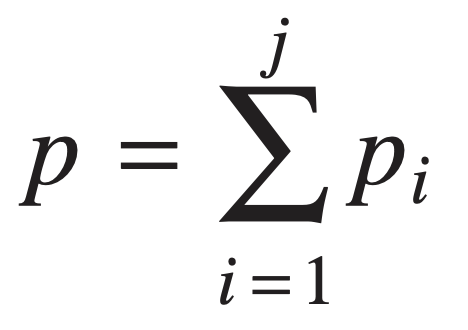 j
p = ∑ pᵢ
i = 1